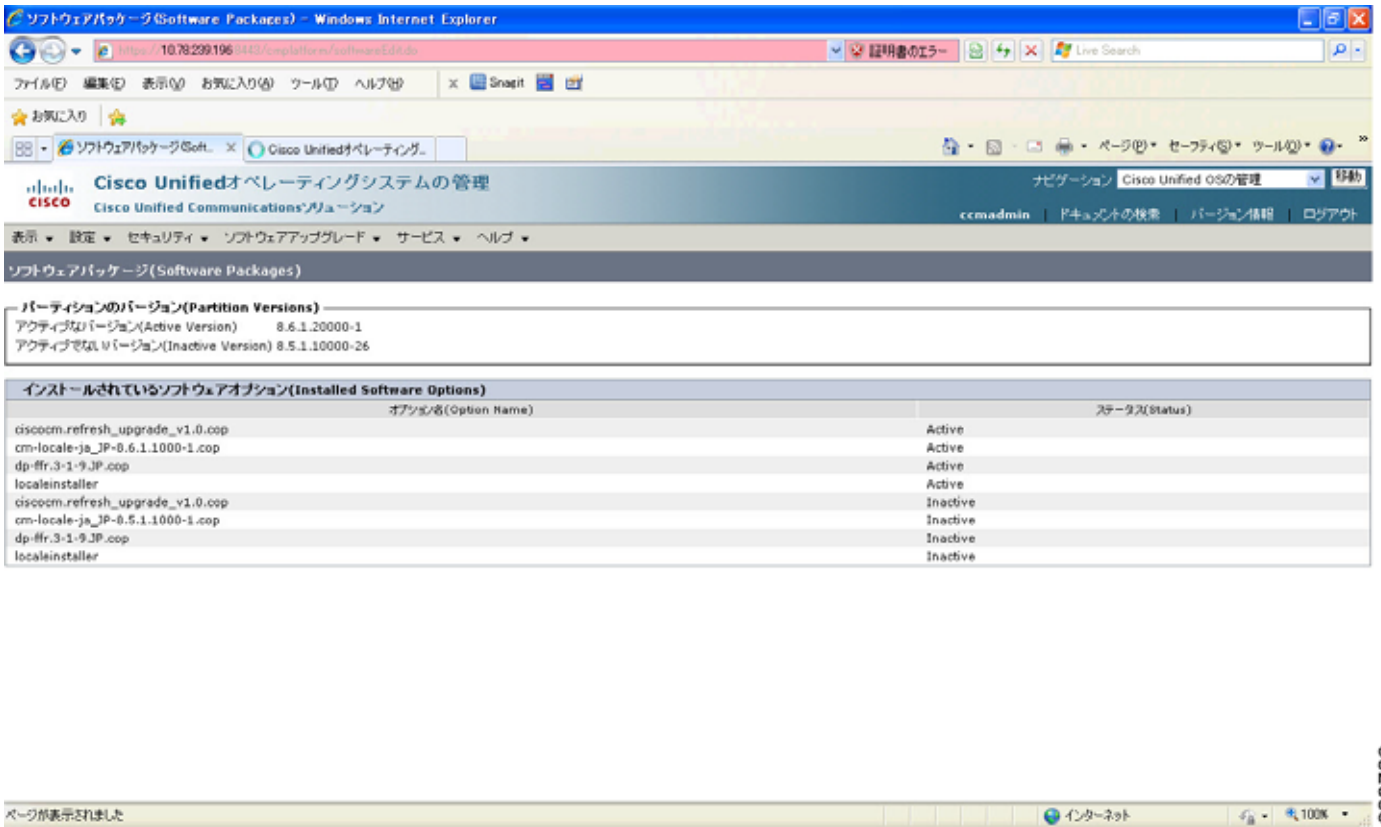 ソフトウェアパッケージ(Software Packages) - Windows Internet Explorer
https://10.78.239.196:8443/cmplatform/softwareEdit.do
証明書のエラー
Live Search
ファイル(F) 編集(E) 表示(V) お気に入り(A) ツール(T) ヘルプ(H)
x Snagit
お気に入り
ソフトウェアパッケージ(Soft... ×
Cisco Unifiedオペレーティング...
ページ(P) セーフティ(S) ツール(O)
cisco
Cisco Unifiedオペレーティングシステムの管理
Cisco Unified Communicationsソリューション
ナビゲーション Cisco Unified OSの管理 移動
ccmadmin | ドキュメントの検索 | バージョン情報 | ログアウト
表示 設定 セキュリティ ソフトウェアアップグレード サービス ヘルプ
ソフトウェアパッケージ(Software Packages)
パーティションのバージョン(Partition Versions)
アクティブなバージョン(Active Version) 8.6.1.20000-1
アクティブでないバージョン(Inactive Version) 8.5.1.10000-26
インストールされているソフトウェアオプション(Installed Software Options)
オプション名(Option Name) ステータス(Status)
ciscocm.refresh_upgrade_v1.0.cop Active
cm-locale-ja_JP-8.6.1.1000-1.cop Active
dp-ffr.3-1-9.JP.cop Active
localeinstaller Active
ciscocm.refresh_upgrade_v1.0.cop Inactive
cm-locale-ja_JP-8.5.1.1000-1.cop Inactive
dp-ffr.3-1-9.JP.cop Inactive
localeinstaller Inactive
ページが表示されました
インターネット
100%